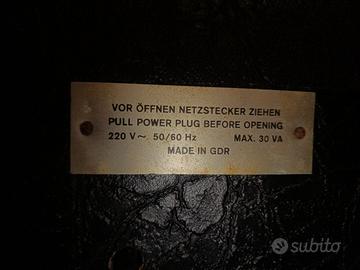 VOR ÖFFNEN NETZSTECKER ZIEHEN
PULL POWER PLUG BEFORE OPENING
220 V~ 50/60 Hz MAX. 30 VA
MADE IN GDR
subito